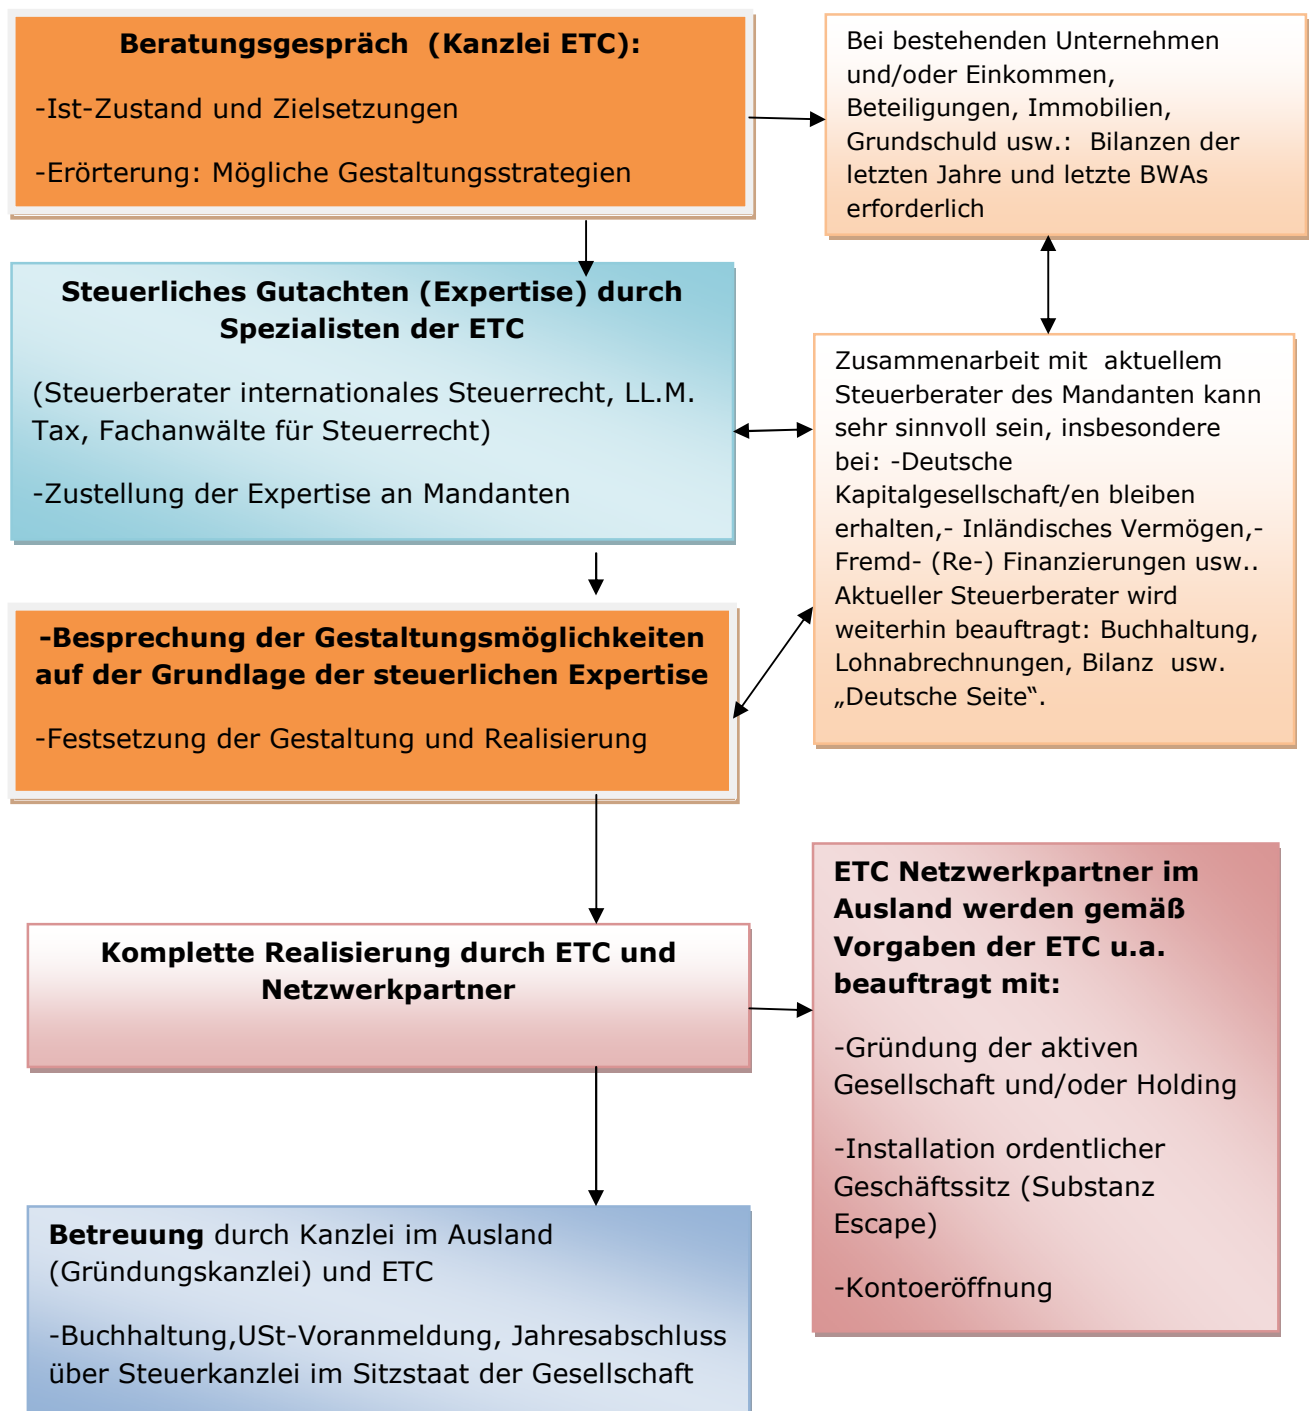 Beratungsgespräch  (Kanzlei ETC):
-Ist-Zustand und Zielsetzungen
-Erörterung: Mögliche Gestaltungsstrategien
Bei bestehenden Unternehmen
und/oder Einkommen,
Beteiligungen, Immobilien,
Grundschuld usw.:  Bilanzen der
letzten Jahre und letzte BWAs
erforderlich
Steuerliches Gutachten (Expertise) durch
Spezialisten der ETC
(Steuerberater internationales Steuerrecht, LL.M.
Tax, Fachanwälte für Steuerrecht)
-Zustellung der Expertise an Mandanten
Zusammenarbeit mit  aktuellem
Steuerberater des Mandanten kann
sehr sinnvoll sein, insbesondere
bei: -Deutsche
Kapitalgesellschaft/en bleiben
erhalten,- Inländisches Vermögen,-
Fremd- (Re-) Finanzierungen usw..
Aktueller Steuerberater wird
weiterhin beauftragt: Buchhaltung,
Lohnabrechnungen, Bilanz  usw.
„Deutsche Seite“.
-Besprechung der Gestaltungsmöglichkeiten
auf der Grundlage der steuerlichen Expertise
-Festsetzung der Gestaltung und Realisierung
Komplette Realisierung durch ETC und
Netzwerkpartner
ETC Netzwerkpartner im
Ausland werden gemäß
Vorgaben der ETC u.a.
beauftragt mit:
-Gründung der aktiven
Gesellschaft und/oder Holding
-Installation ordentlicher
Geschäftssitz (Substanz
Escape)
-Kontoeröffnung
Betreuung durch Kanzlei im Ausland
(Gründungskanzlei) und ETC
-Buchhaltung,USt-Voranmeldung, Jahresabschluss
über Steuerkanzlei im Sitzstaat der Gesellschaft